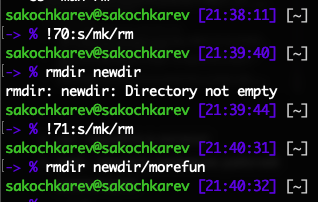 sakochkarev@sakochkarev [21:38:11] [~]
-> % !70:s/mk/rm
sakochkarev@sakochkarev [21:39:40] [~]
-> % rmdir newdir
rmdir: newdir: Directory not empty
sakochkarev@sakochkarev [21:39:44] [~]
-> % !71:s/mk/rm
sakochkarev@sakochkarev [21:40:31] [~]
-> % rmdir newdir/morefun
sakochkarev@sakochkarev [21:40:32] [~]